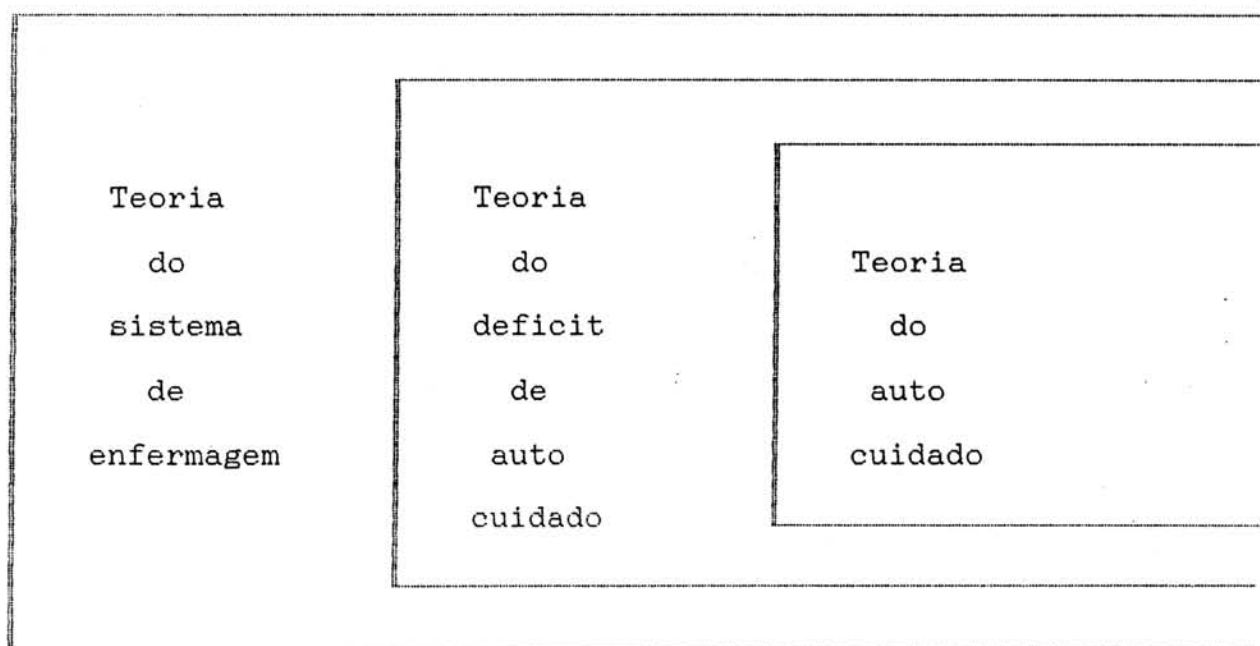 Teoria
do
sistema
de
enfermagem
Teoria
do
deficit
de
auto
cuidado
Teoria
do
auto
cuidado